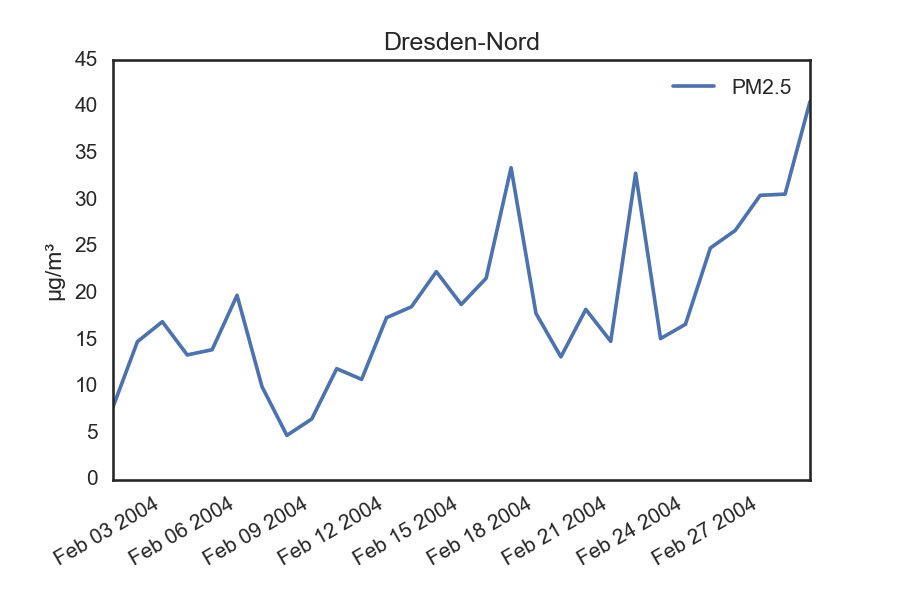 Dresden-Nord
45
40
35
30
25
20
15
10
5
0
µg/m³
PM2.5
Feb 03 2004
Feb 06 2004
Feb 09 2004
Feb 12 2004
Feb 15 2004
Feb 18 2004
Feb 21 2004
Feb 24 2004
Feb 27 2004